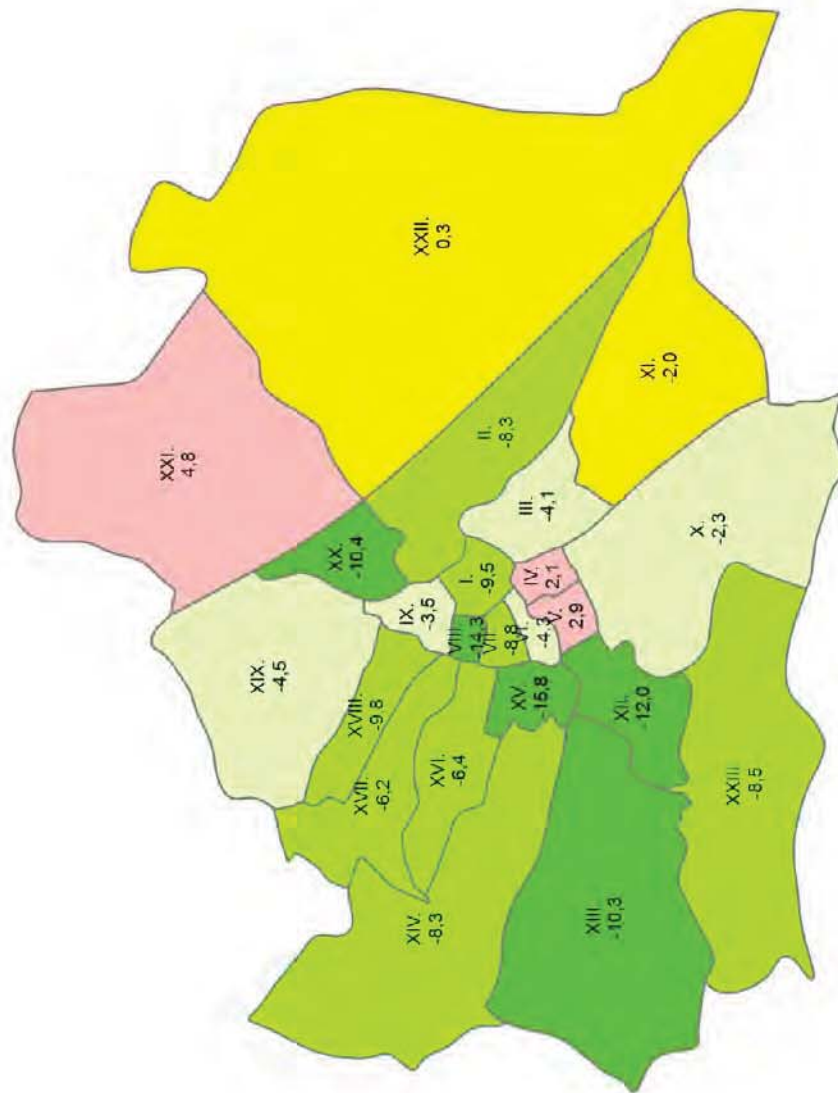 XXI.
4,8
XXII.
0,3
XX.
-10,4
XIX.
-4,5
II.
-8,3
XI.
-2,0
III.
-4,1
IX.
-3,5
I.
-9,5
IV.
2,1
V.
2,9
VI.
-4,3
VII.
-8,8
VIII.
-14,3
X.
-2,3
XVIII.
-9,8
XVII.
-6,2
XVI.
-6,4
XV.
-15,8
XII.
-12,0
XIV.
-8,3
XIII.
-10,3
XXIII.
-8,5